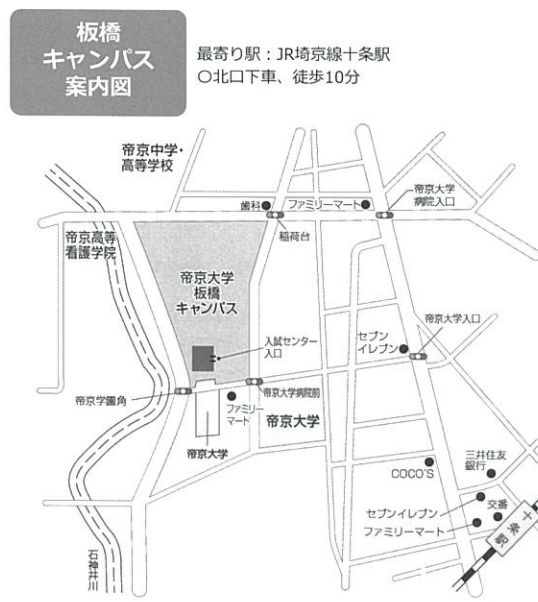 板橋
キャンパス
案内図
最寄り駅：JR埼京線十条駅
○北口下車、徒歩10分
帝京中学・
高等学校
歯科
ファミリーマート
帝京大学
病院入口
稲荷台
帝京高等
看護学院
帝京大学
板橋
キャンパス
入試センター
入口
セブン
イレブン
帝京大学入口
帝京学園角
帝京大学病院前
ファミリー
マート
帝京大学
帝京大学
COCO'S
三井住友
銀行
セブンイレブン
交番
ファミリーマート
十条駅
石神井川